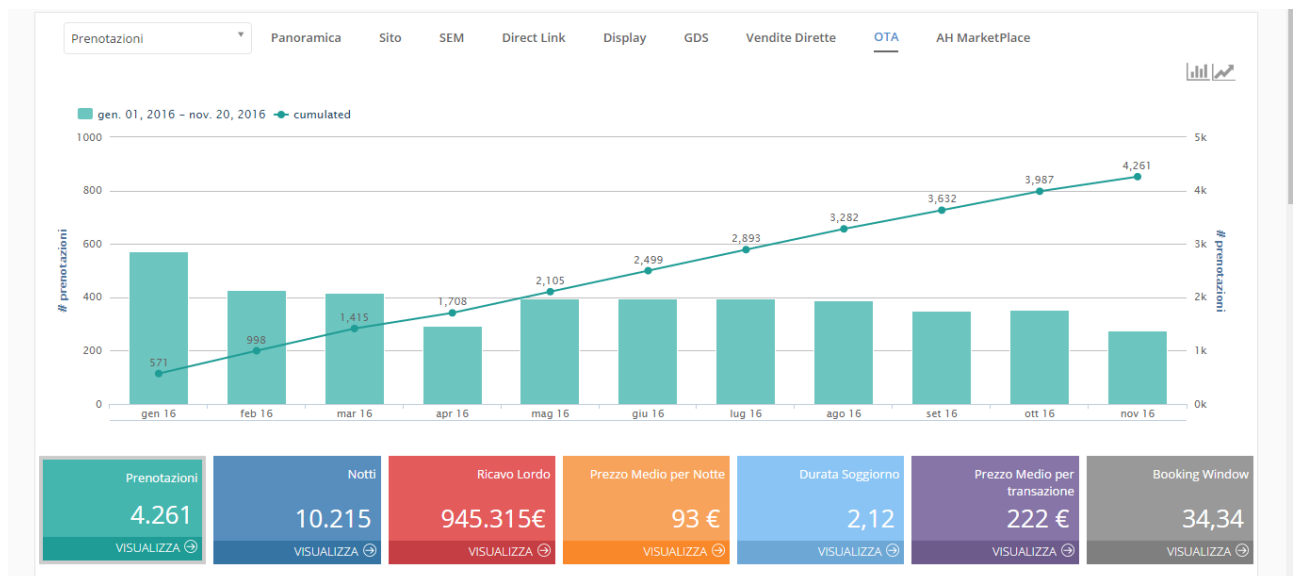 Prenotazioni Panoramica Sito SEM Direct Link Display GDS Vendite Dirette OTA AH MarketPlace
gen. 01, 2016 – nov. 20, 2016 cumulated
1000 5k
4,261
3,987
800 4k
3,632
3,282
2,893
600 3k
2,499
2,105
400 2k
1,708
1,415
998
200 1k
571
0 0k
# prenotazioni
# prenotazioni
gen 16 feb 16 mar 16 apr 16 mag 16 giu 16 lug 16 ago 16 set 16 ott 16 nov 16
Prenotazioni
4.261
VISUALIZZA
Notti
10.215
VISUALIZZA
Ricavo Lordo
945.315€
VISUALIZZA
Prezzo Medio per Notte
93 €
VISUALIZZA
Durata Soggiorno
2,12
VISUALIZZA
Prezzo Medio per
transazione
222 €
VISUALIZZA
Booking Window
34,34
VISUALIZZA